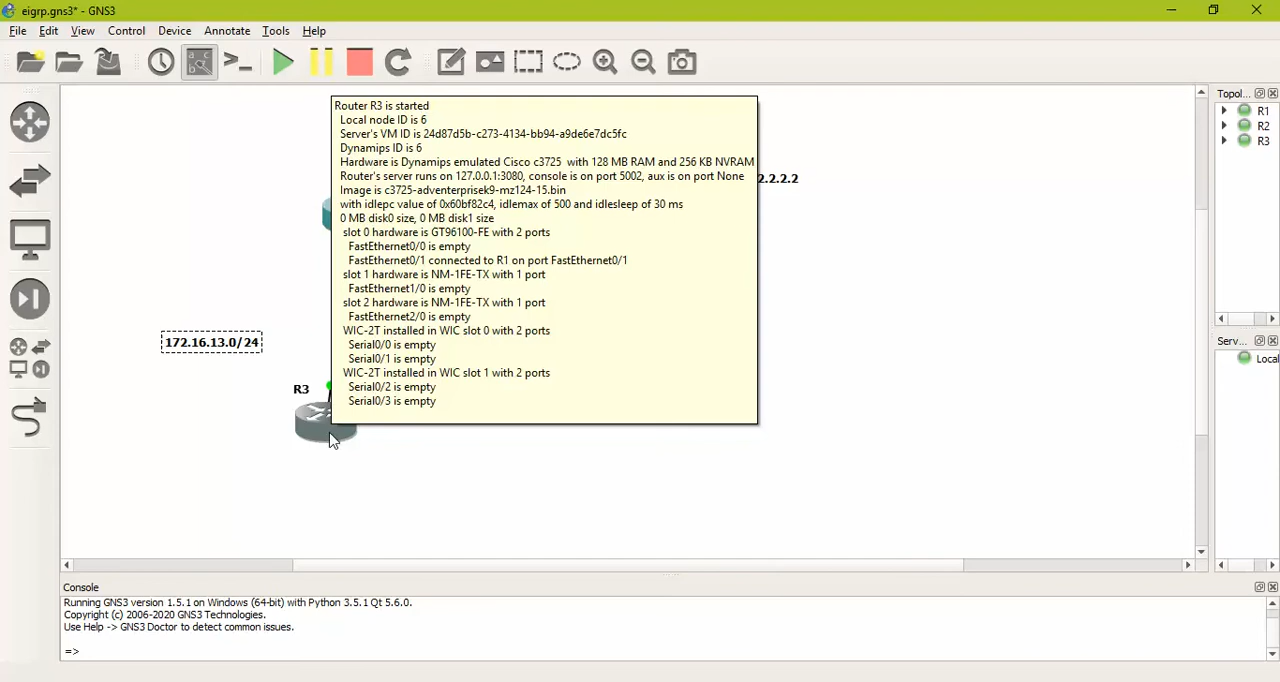 eigrp.gns3* - GNS3
File Edit View Control Device Annotate Tools Help
Topol...
R1
R2
R3
Router R3 is started
Local node ID is 6
Server's VM ID is 24d87d5b-c273-4134-bb94-a9de6e7dc5fc
Dynamips ID is 6
Hardware is Dynamips emulated Cisco c3725 with 128 MB RAM and 256 KB NVRAM
Router's server runs on 127.0.0.1:3080, console is on port 5002, aux is on port None
Image is c3725-adventerprisek9-mz124-15.bin
with idlepc value of 0x60bf82c4, idlemax of 500 and idlesleep of 30 ms
0 MB disk0 size, 0 MB disk1 size
slot 0 hardware is GT96100-FE with 2 ports
FastEthernet0/0 is empty
FastEthernet0/1 connected to R1 on port FastEthernet0/1
slot 1 hardware is NM-1FE-TX with 1 port
FastEthernet1/0 is empty
slot 2 hardware is NM-1FE-TX with 1 port
FastEthernet2/0 is empty
WIC-2T installed in WIC slot 0 with 2 ports
Serial0/0 is empty
Serial0/1 is empty
WIC-2T installed in WIC slot 1 with 2 ports
Serial0/2 is empty
Serial0/3 is empty
2.2.2.2
172.16.13.0/24
R3
Serv...
Local
Console
Running GNS3 version 1.5.1 on Windows (64-bit) with Python 3.5.1 Qt 5.6.0.
Copyright (c) 2006-2020 GNS3 Technologies.
Use Help -> GNS3 Doctor to detect common issues.
=>